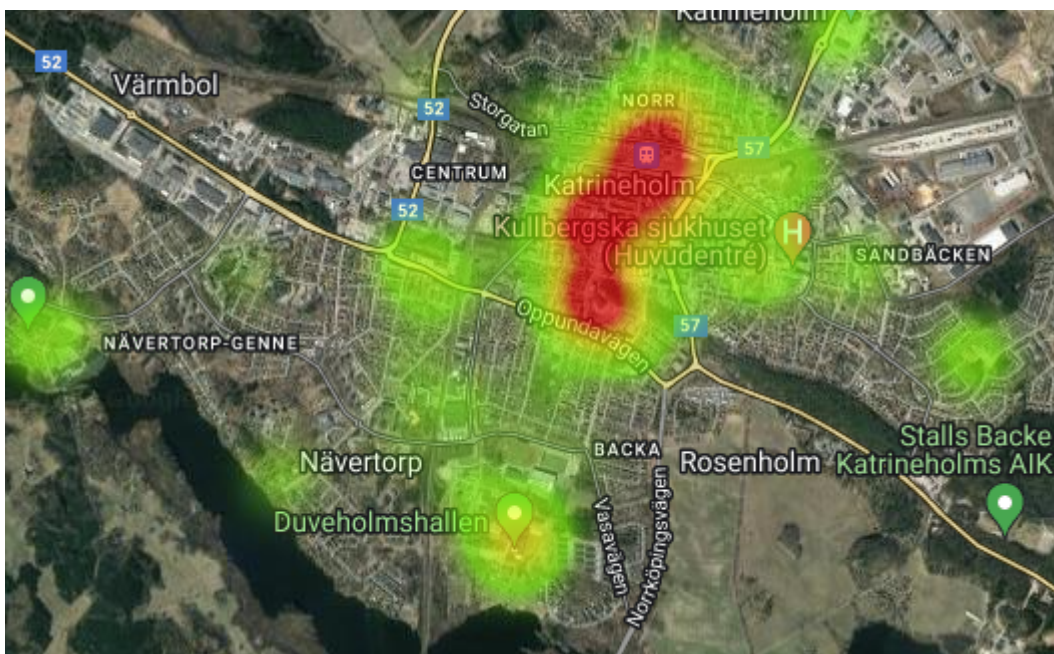 Katrineholm
52
Värmbol
NORR
52
Storgatan
57
CENTRUM
Katrineholm
52
Kullbergska sjukhuset
(Huvudentré)
H
SANDBÄCKEN
Oppundavägen
57
NÄVERTORP-GENNE
Stalls Backe
Katrineholms AIK
BACKA
Nävertorp
Rosenholm
Duveholmshallen
Vasavägen
Norrköpingsvägen